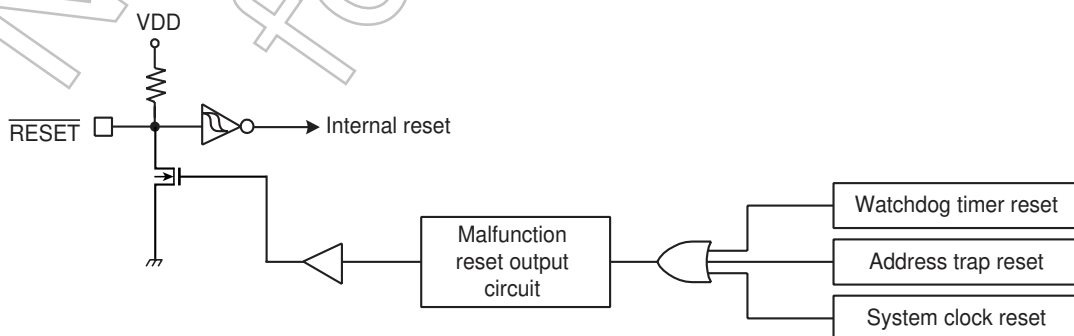 VDD
RESET
Internal reset
Watchdog timer reset
Malfunction
reset output
circuit
Address trap reset
System clock reset